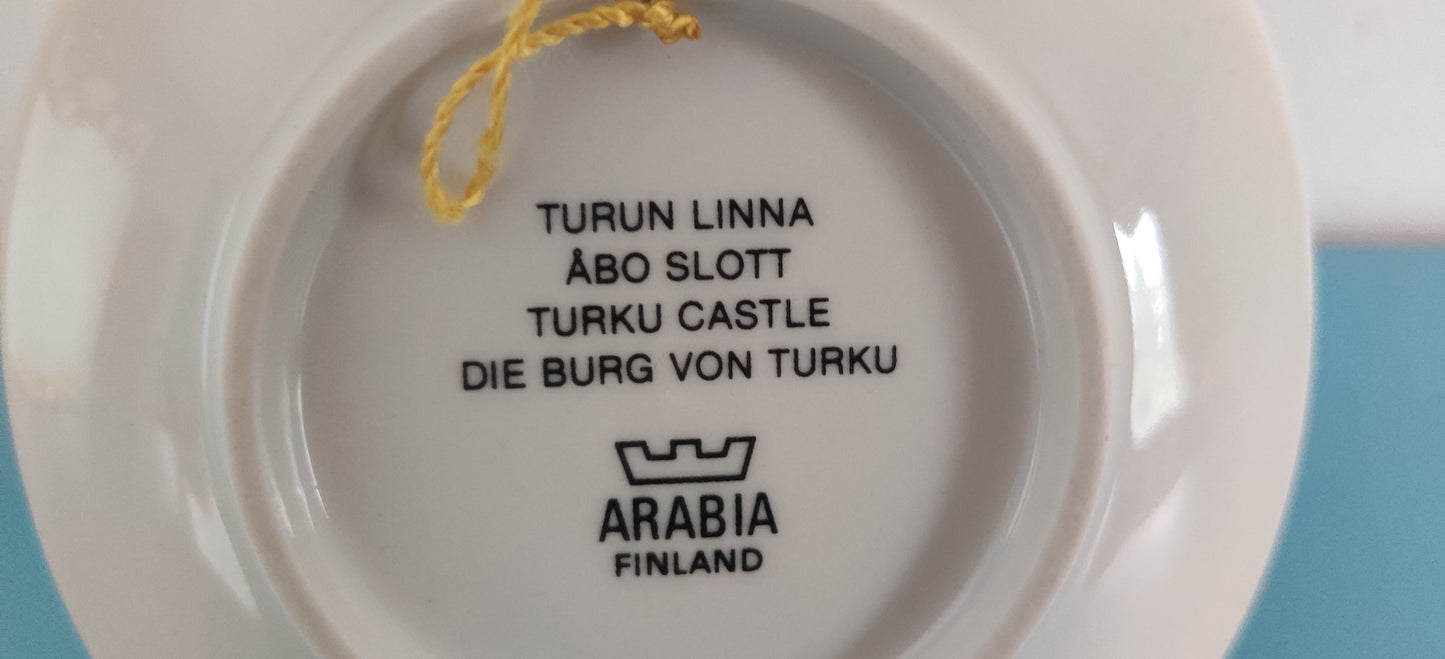 TURUN LINNA
ÅBO SLOTT
TURKU CASTLE
DIE BURG VON TURKU
ARABIA
FINLAND